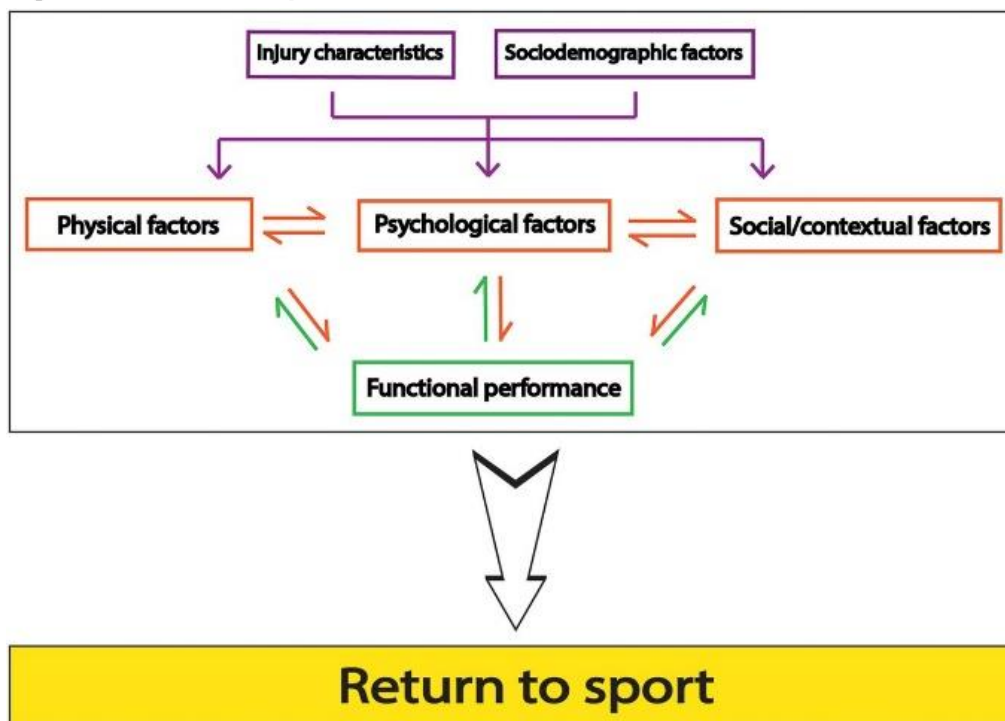 Injury characteristics
Sociodemographic factors
Physical factors
Psychological factors
Social/contextual factors
Functional performance
Return to sport